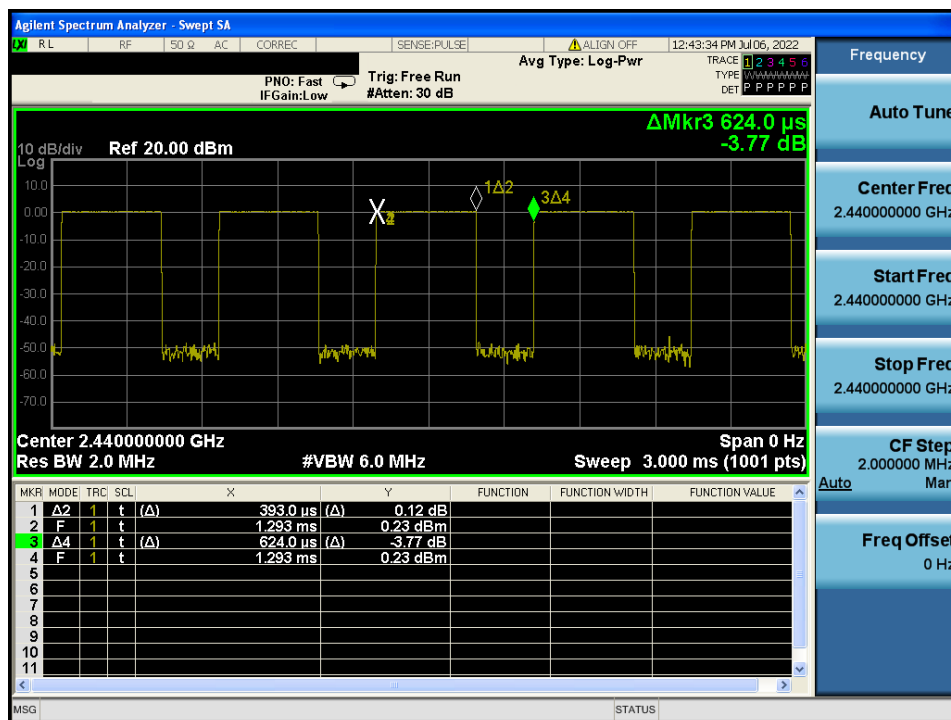 Agilent Spectrum Analyzer - Swept SA
LXI RL RF 50 Ω AC CORREC SENSE:PULSE ALIGN OFF 12:43:34 PM Jul 06, 2022
Frequency
Avg Type: Log-Pwr TRACE 1 2 3 4 5 6
PNO: Fast Trig: Free Run TYPE WWWWWW
IFGain:Low #Atten: 30 dB DET P P P P P P
Auto Tune
ΔMkr3 624.0 µs
10 dB/div Ref 20.00 dBm -3.77 dB
Log
10.0
0.00
-10.0
-20.0
-30.0
-40.0
-50.0
-60.0
-70.0
1Δ2
3Δ4
Center Freq
2.440000000 GHz
Start Freq
2.440000000 GHz
Stop Freq
2.440000000 GHz
Center 2.440000000 GHz Span 0 Hz
Res BW 2.0 MHz #VBW 6.0 MHz Sweep 3.000 ms (1001 pts)
CF Step
2.000000 MHz
Auto Man
MKR MODE TRC SCL X Y FUNCTION FUNCTION WIDTH FUNCTION VALUE
1 Δ2 1 t (Δ) 393.0 µs (Δ) 0.12 dB
2 F 1 t 1.293 ms 0.23 dBm
3 Δ4 1 t (Δ) 624.0 µs (Δ) -3.77 dB
4 F 1 t 1.293 ms 0.23 dBm
5
6
7
8
9
10
11
Freq Offset
0 Hz
MSG STATUS